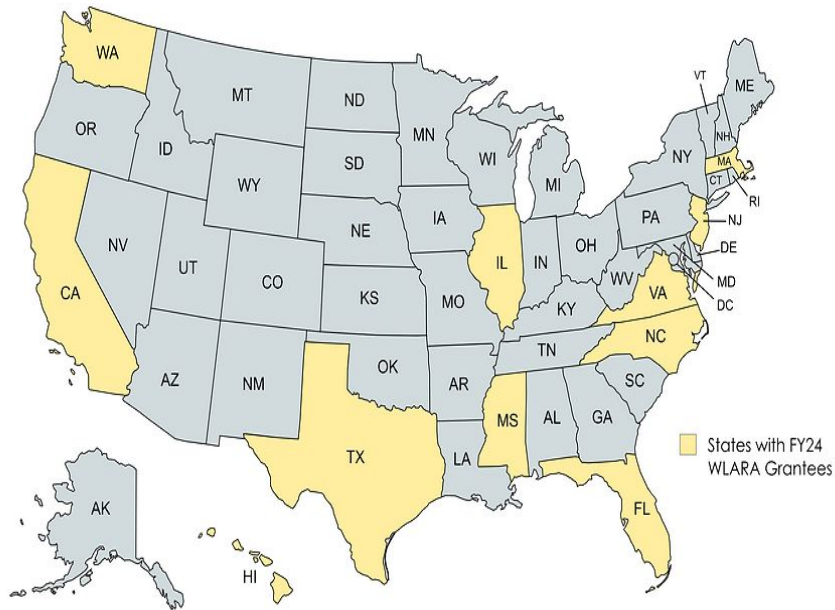 WA
OR
CA
NV
ID
MT
WY
UT
CO
AZ
NM
ND
SD
NE
KS
OK
TX
MN
IA
MO
AR
LA
WI
IL
MI
IN
OH
KY
TN
MS
AL
GA
FL
SC
NC
VA
WV
PA
NY
VT
NH
ME
MA
CT
RI
NJ
DE
MD
DC
AK
HI
States with FY24
WLARA Grantees